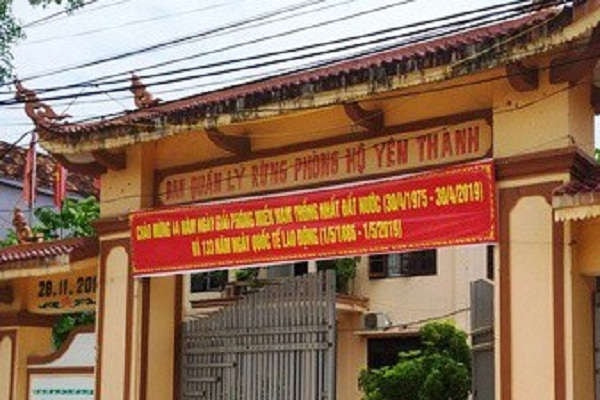 BAN QUẢN LÝ RỪNG PHÒNG HỘ YÊN THÀNH
CHÀO MỪNG 44 NĂM NGÀY GIẢI PHÓNG MIỀN NAM THỐNG NHẤT ĐẤT NƯỚC (30/4/1975 - 30/4/2019)
VÀ 133 NĂM NGÀY QUỐC TẾ LAO ĐỘNG (1/5/1886 - 1/5/2019)
28.11.